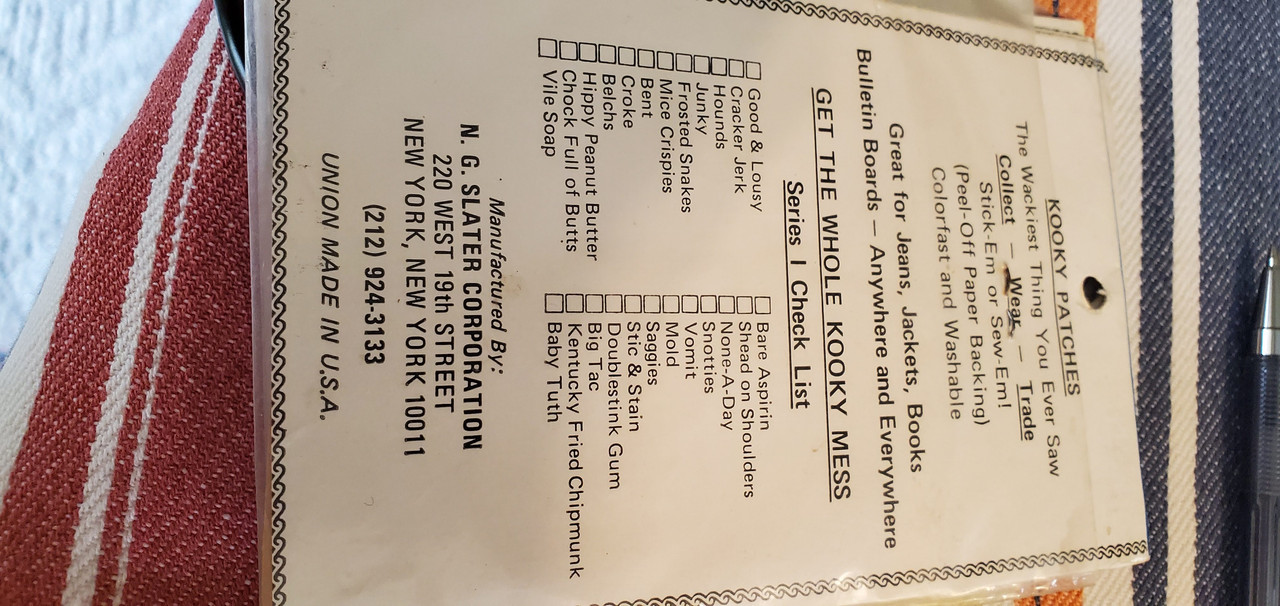 KOOKY PATCHES
The Wackiest Thing You Ever Saw
Collect — Wear — Trade
Stick-Em or Sew-Em!
(Peel-Off Paper Backing)
Colorfast and Washable
Great for Jeans, Jackets, Books
Bulletin Boards — Anywhere and Everywhere
GET THE WHOLE KOOKY MESS
Series I Check List
Good & Lousy
Cracker Jerk
Hounds
Junky
Frosted Snakes
Mice Crispies
Bent
Croke
Belchs
Hippy Peanut Butter
Chock Full of Butts
Vile Soap
Bare Aspirin
Shead on Shoulders
None-A-Day
Snotties
Vomit
Mold
Saggies
Stic & Stain
Doublestink Gum
Big Tac
Kentucky Fried Chipmunk
Baby Tuth
Manufactured By:
N. G. SLATER CORPORATION
220 WEST 19th STREET
NEW YORK, NEW YORK 10011
(212) 924-3133
UNION MADE IN U.S.A.